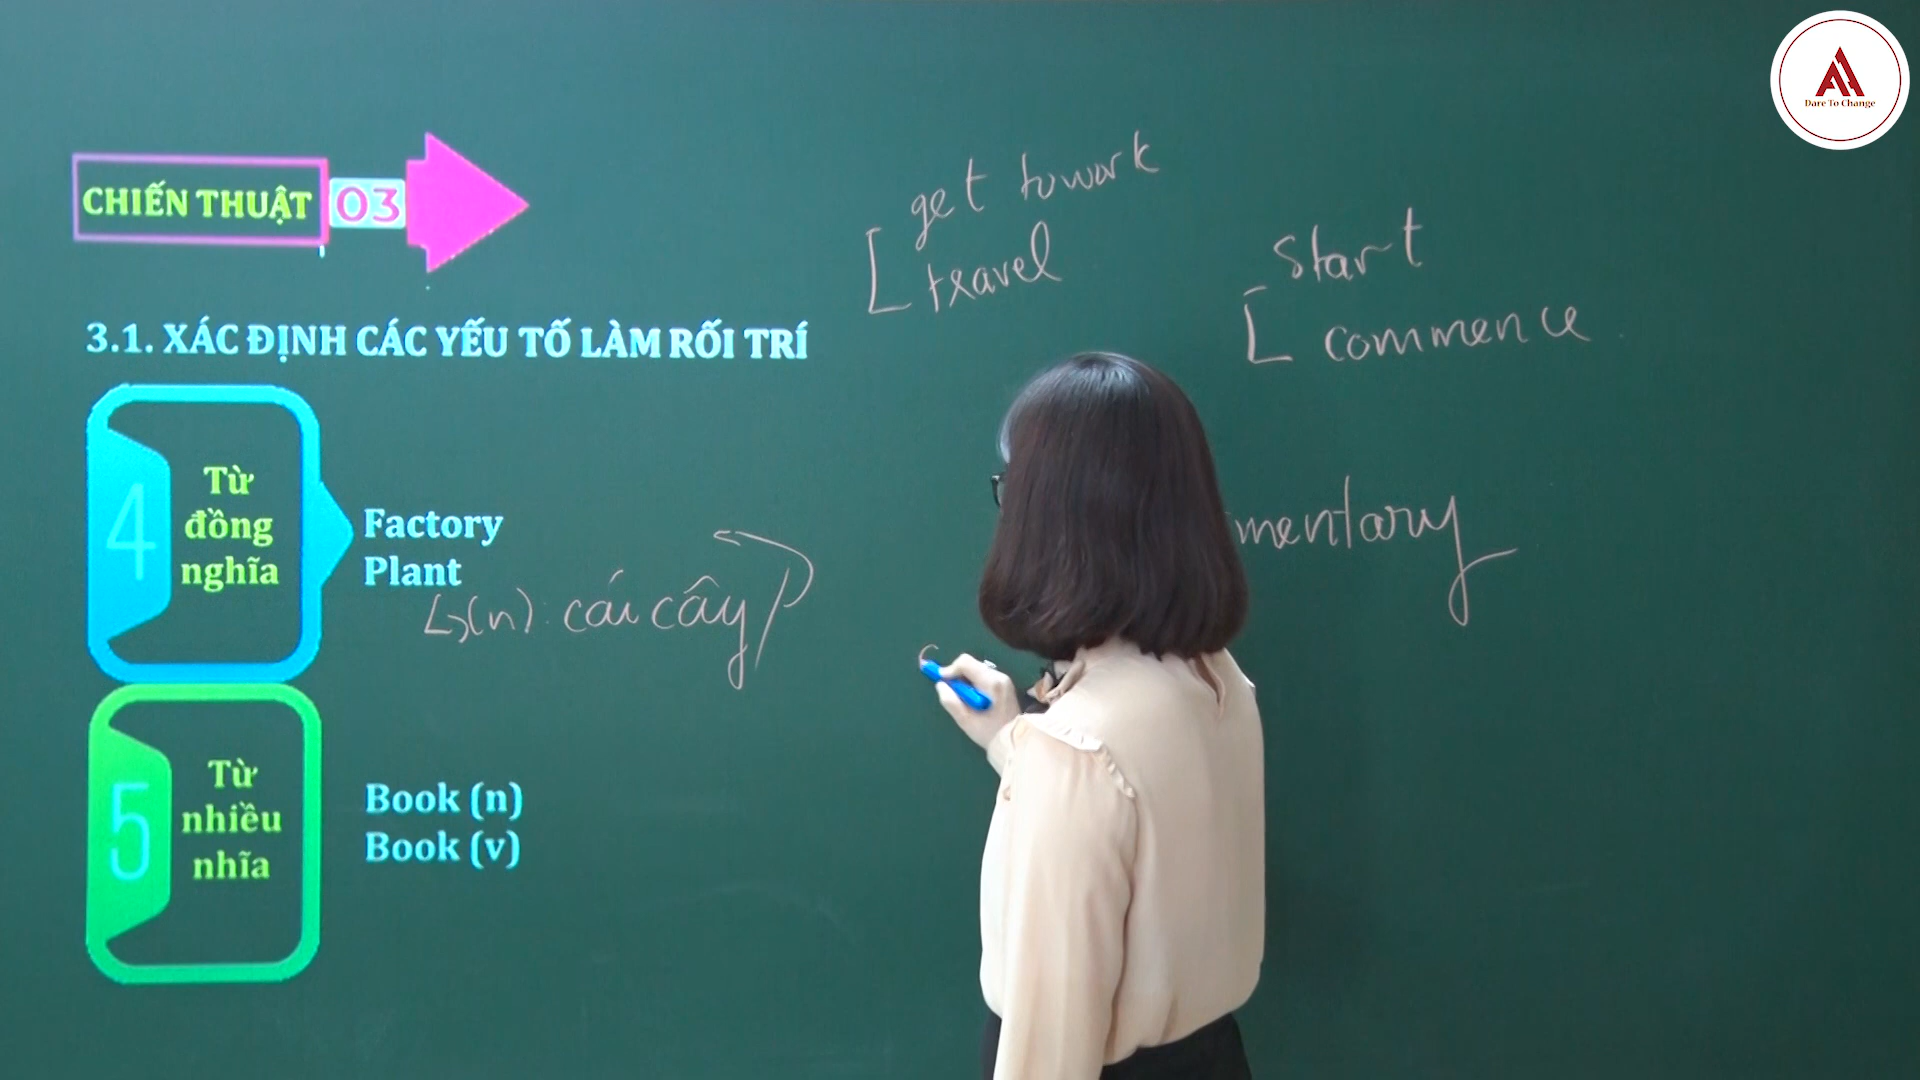 Dare To Change
CHIẾN THUẬT 03
get to work
travel
start
commence
3.1. XÁC ĐỊNH CÁC YẾU TỐ LÀM RỐI TRÍ
4
Từ
đồng
nghĩa
Factory
Plant
(n): cái cây
mentary
5
Từ
nhiều
nhĩa
Book (n)
Book (v)